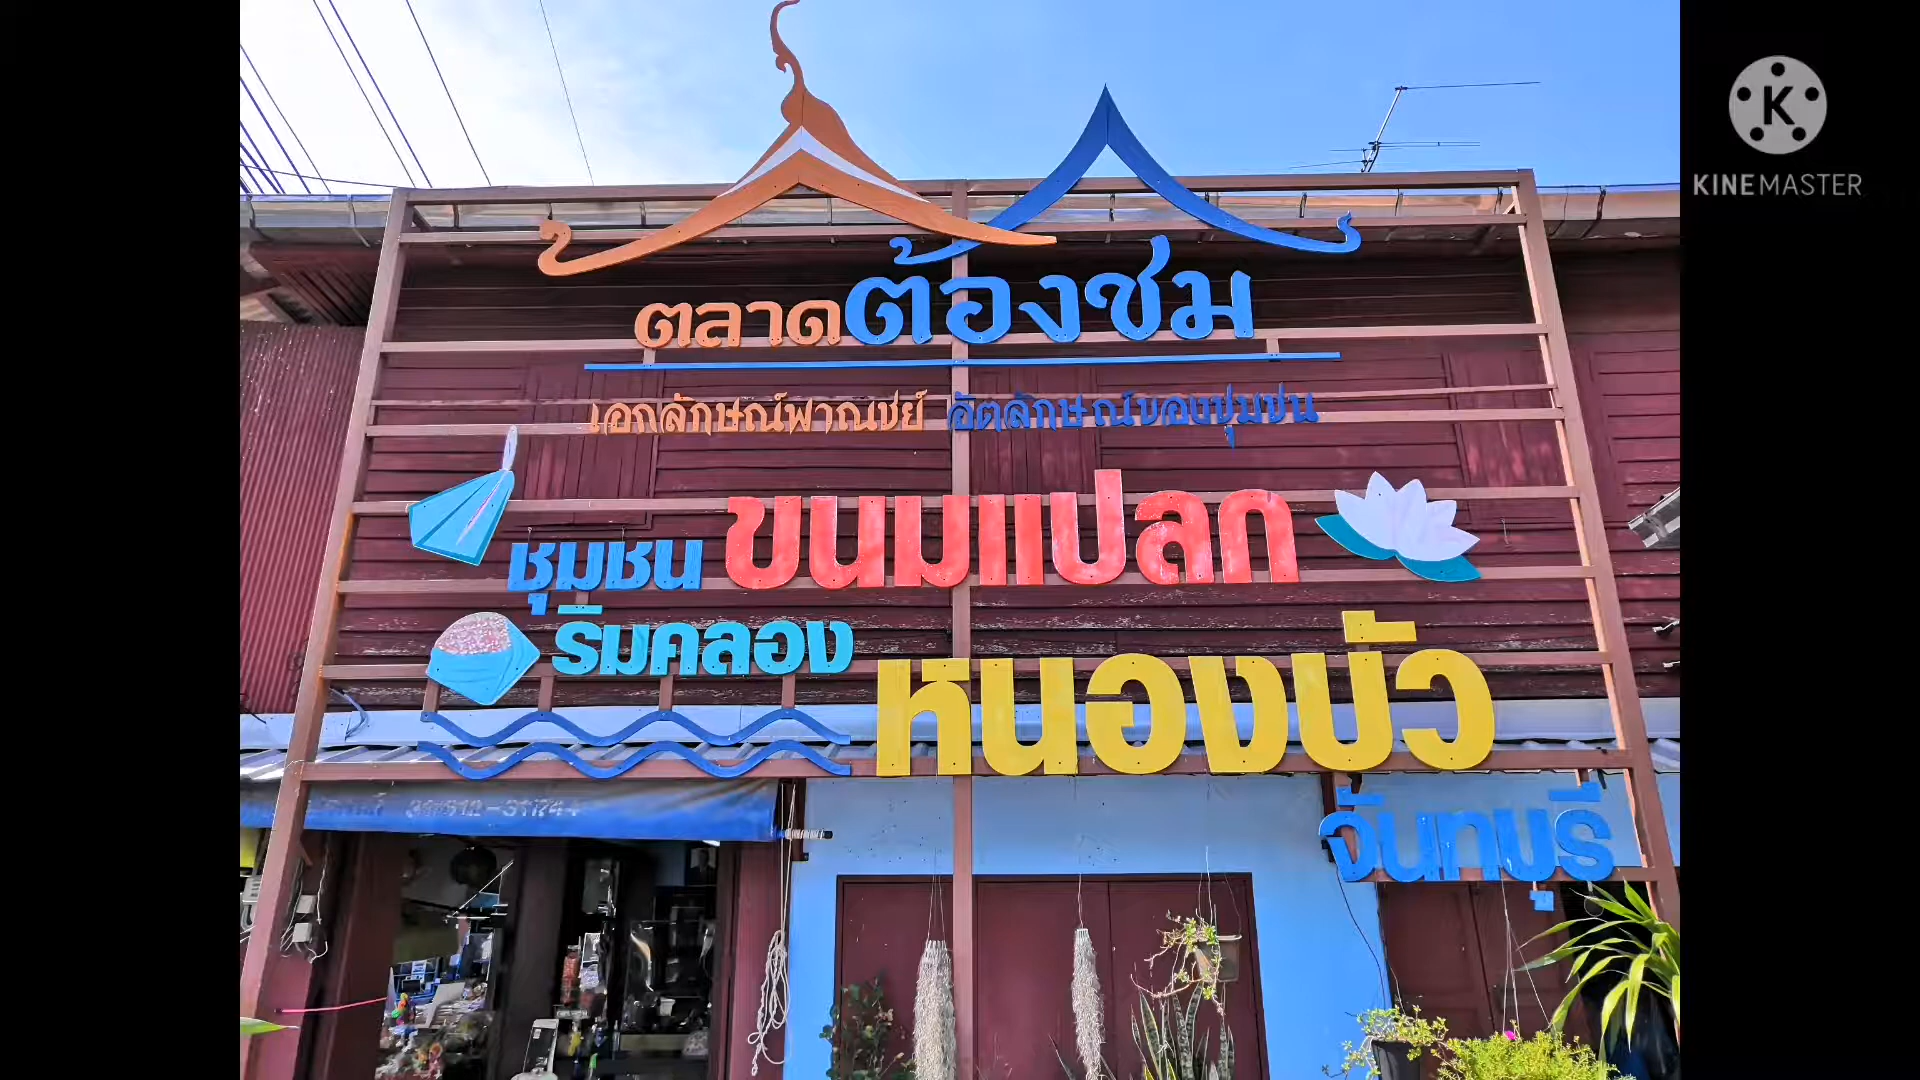 ตลาดต้องชม
เอกลักษณ์พาณิชย์ อัตลักษณ์ของชุมชน
ชุมชน ขนมแปลก
ริมคลอง หนองบัว
จันทบุรี
K
KINEMASTER